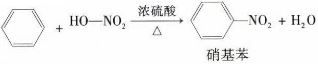 + HO—NO₂ 浓硫酸 △ —NO₂ + H₂O
硝基苯